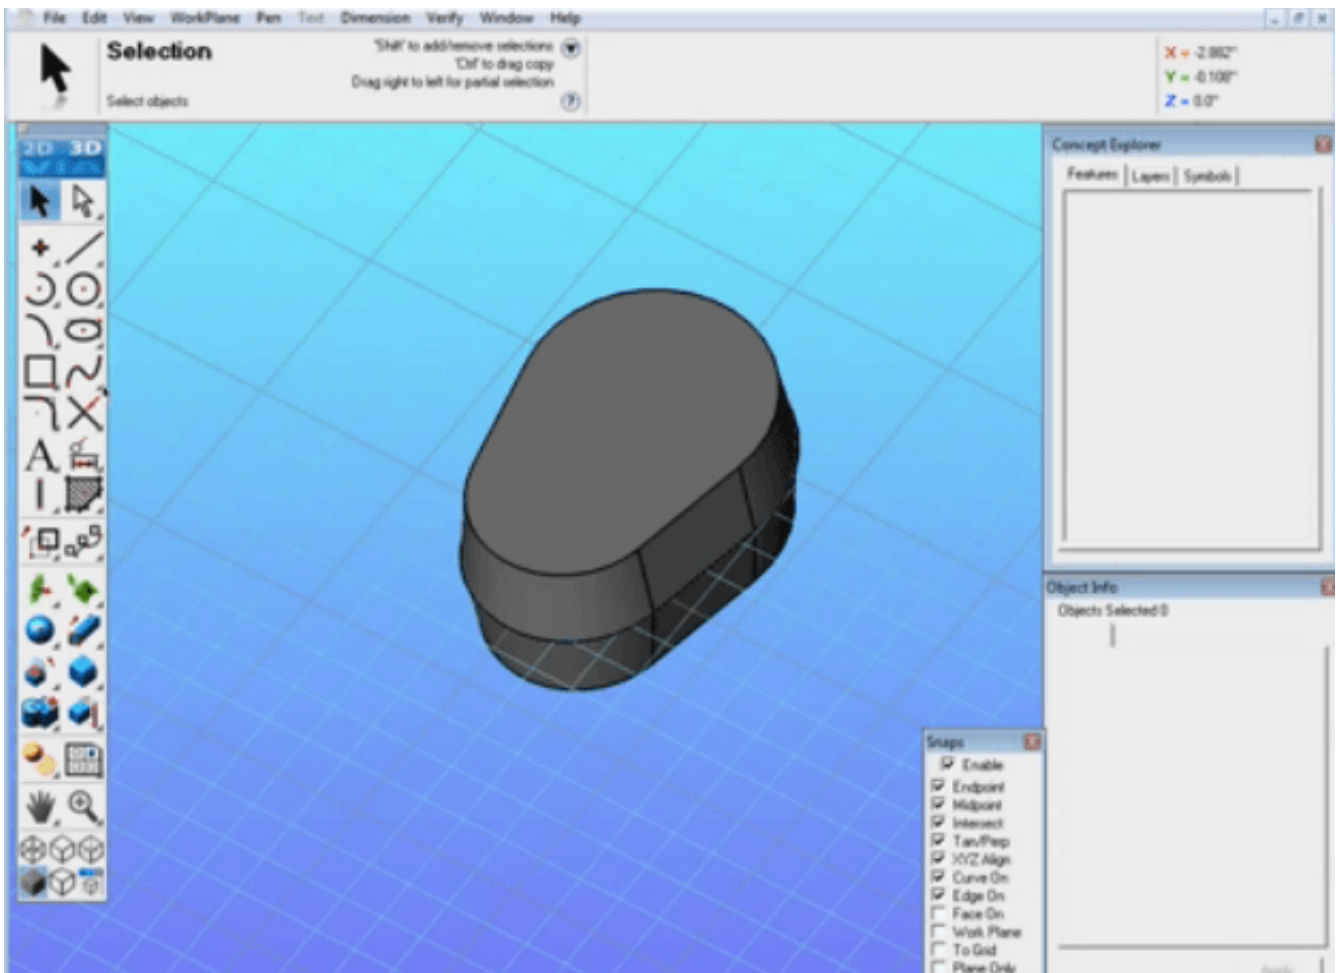 File Edit View WorkPlane Pen Text Dimension Verify Window Help
Selection
'Shift' to add/remove selections
'Ctrl' to drag copy
Drag right to left for partial selection
Select objects
X = -2.882"
Y = -0.108"
Z = 0.0"
2D 3D
Concept Explorer
Features Layers Symbols
Object Info
Objects Selected 0
Snaps
Enable
Endpoint
Midpoint
Intersect
Tan/Perp
XYZ Align
Curve On
Edge On
Face On
Work Plane
To Grid
Plane Only
Apply